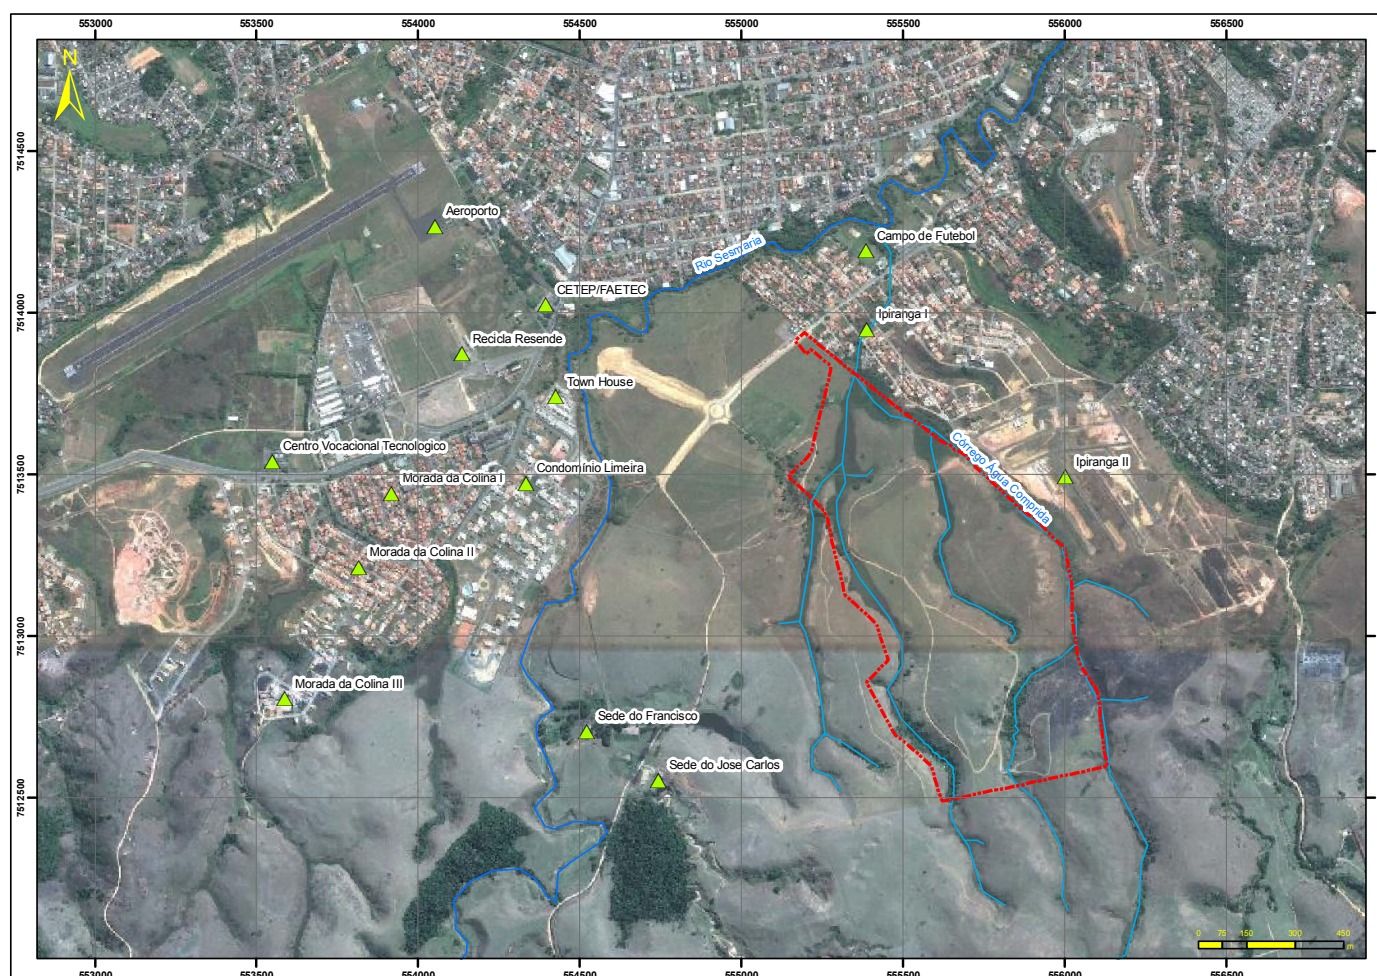 553000 553500 554000 554500 555000 555500 556000 556500
N
7514500
Aeroporto
Campo de Futebol
Rio Sesmaria
CETEP/FAETEC
7514000
Ipiranga I
Recicla Resende
Town House
Centro Vocacional Tecnologico
Córrego Água Comprida
Condomínio Limeira
Ipiranga II
7513500
Morada da Colina I
Morada da Colina II
7513000
Morada da Colina III
Sede do Francisco
Sede do Jose Carlos
7512500
0 75 150 300 450
m
553000 553500 554000 554500 555000 555500 556000 556500